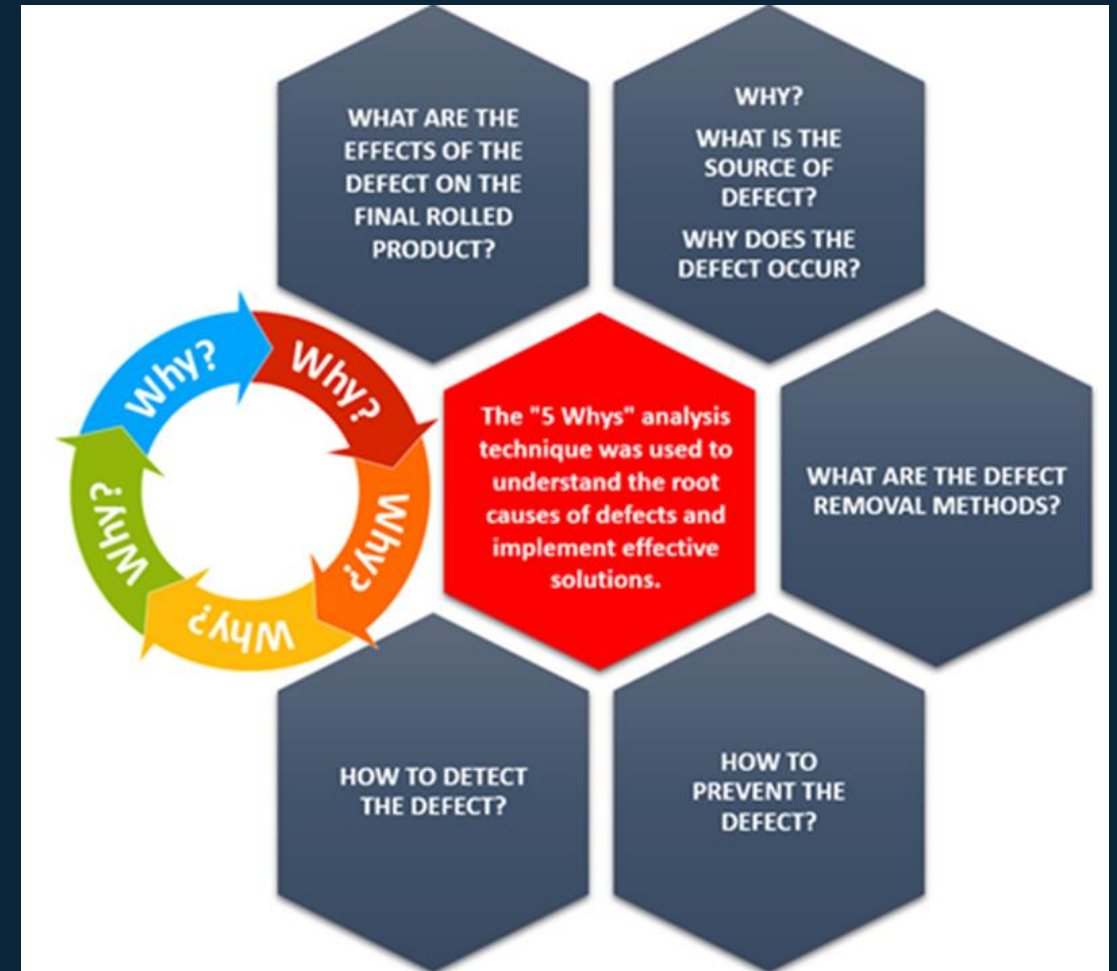 WHAT ARE THE
EFFECTS OF THE
DEFECT ON THE
FINAL ROLLED
PRODUCT?
WHY?
WHAT IS THE
SOURCE OF
DEFECT?
WHY DOES THE
DEFECT OCCUR?
Why?
Why?
Why?
Why?
Why?
The "5 Whys" analysis
technique was used to
understand the root
causes of defects and
implement effective
solutions.
WHAT ARE THE DEFECT
REMOVAL METHODS?
HOW TO DETECT
THE DEFECT?
HOW TO
PREVENT THE
DEFECT?